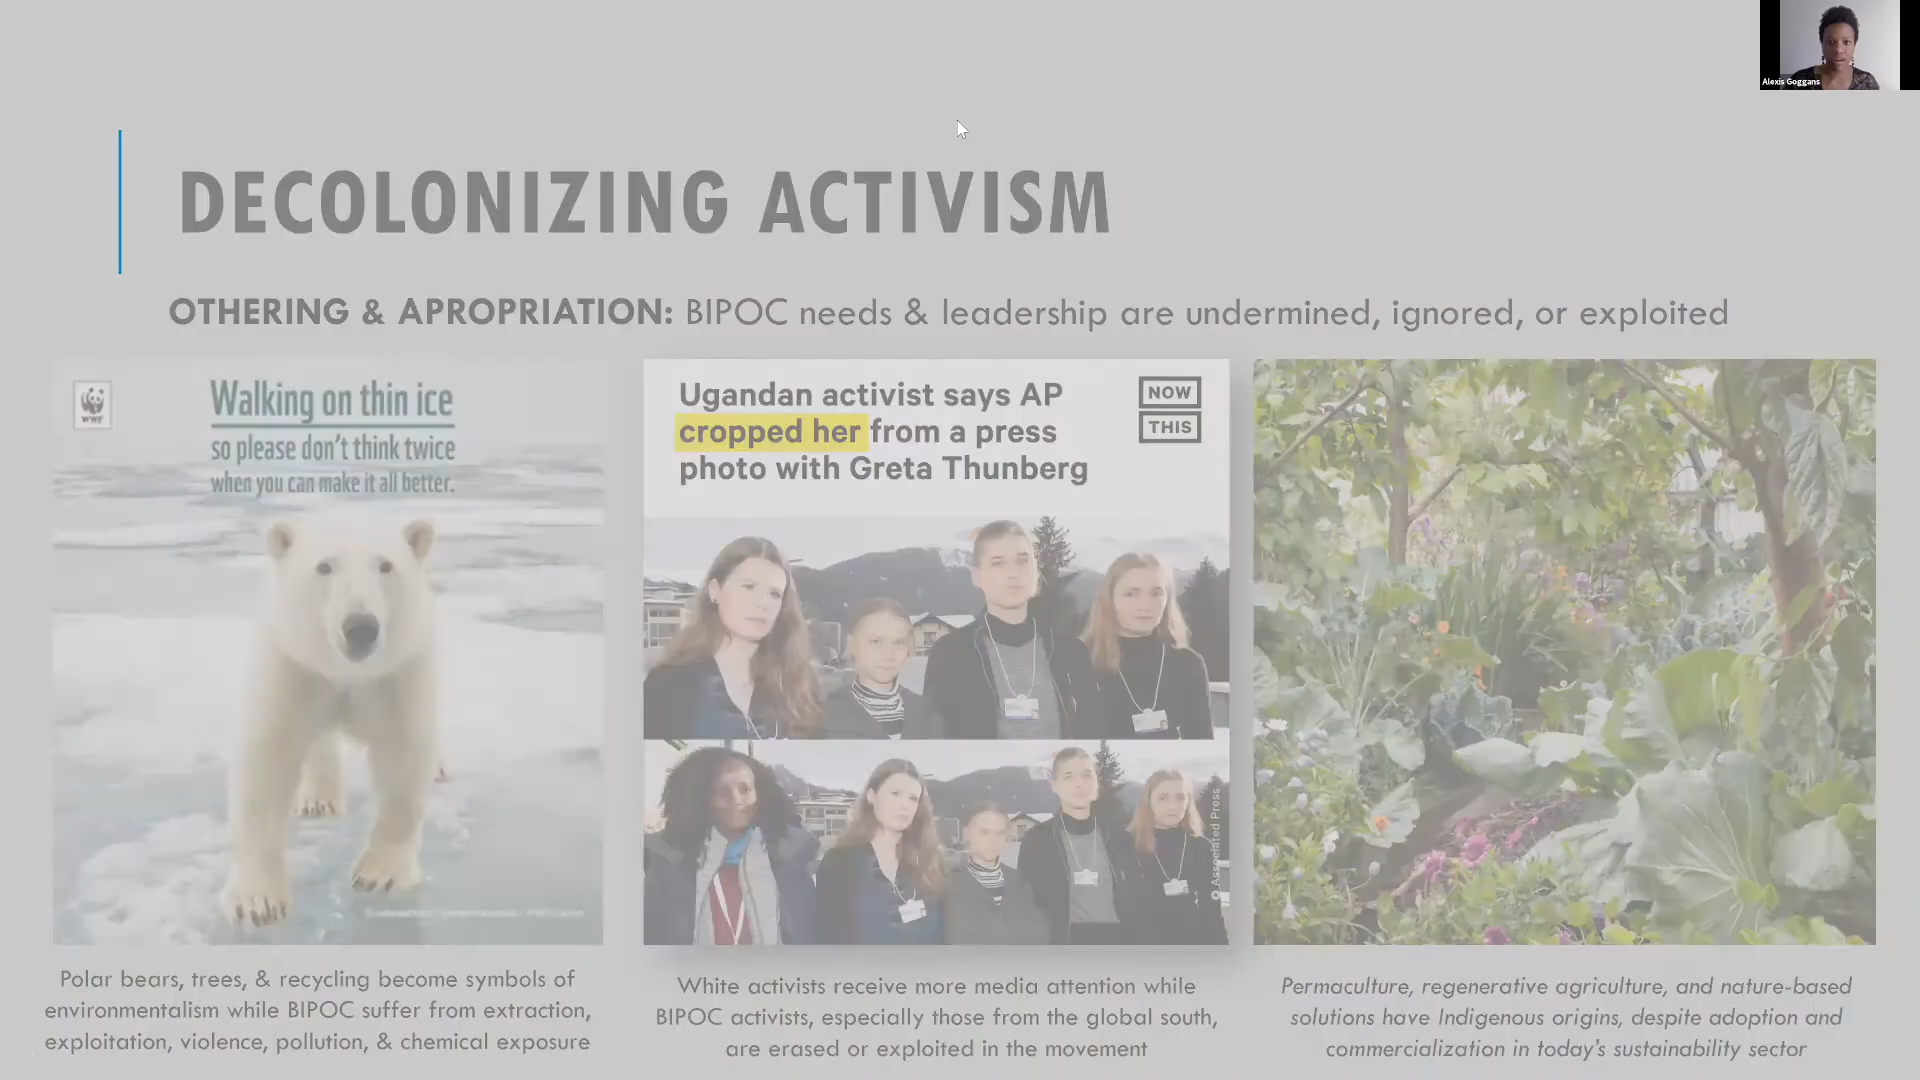 Alexis Goggans
DECOLONIZING ACTIVISM
OTHERING & APROPRIATION: BIPOC needs & leadership are undermined, ignored, or exploited
WWF
Walking on thin ice
so please don't think twice
when you can make it all better.
Ugandan activist says AP
cropped her from a press
photo with Greta Thunberg
NOW
THIS
© Associated Press
Polar bears, trees, & recycling become symbols of
environmentalism while BIPOC suffer from extraction,
exploitation, violence, pollution, & chemical exposure
White activists receive more media attention while
BIPOC activists, especially those from the global south,
are erased or exploited in the movement
Permaculture, regenerative agriculture, and nature-based
solutions have Indigenous origins, despite adoption and
commercialization in today's sustainability sector